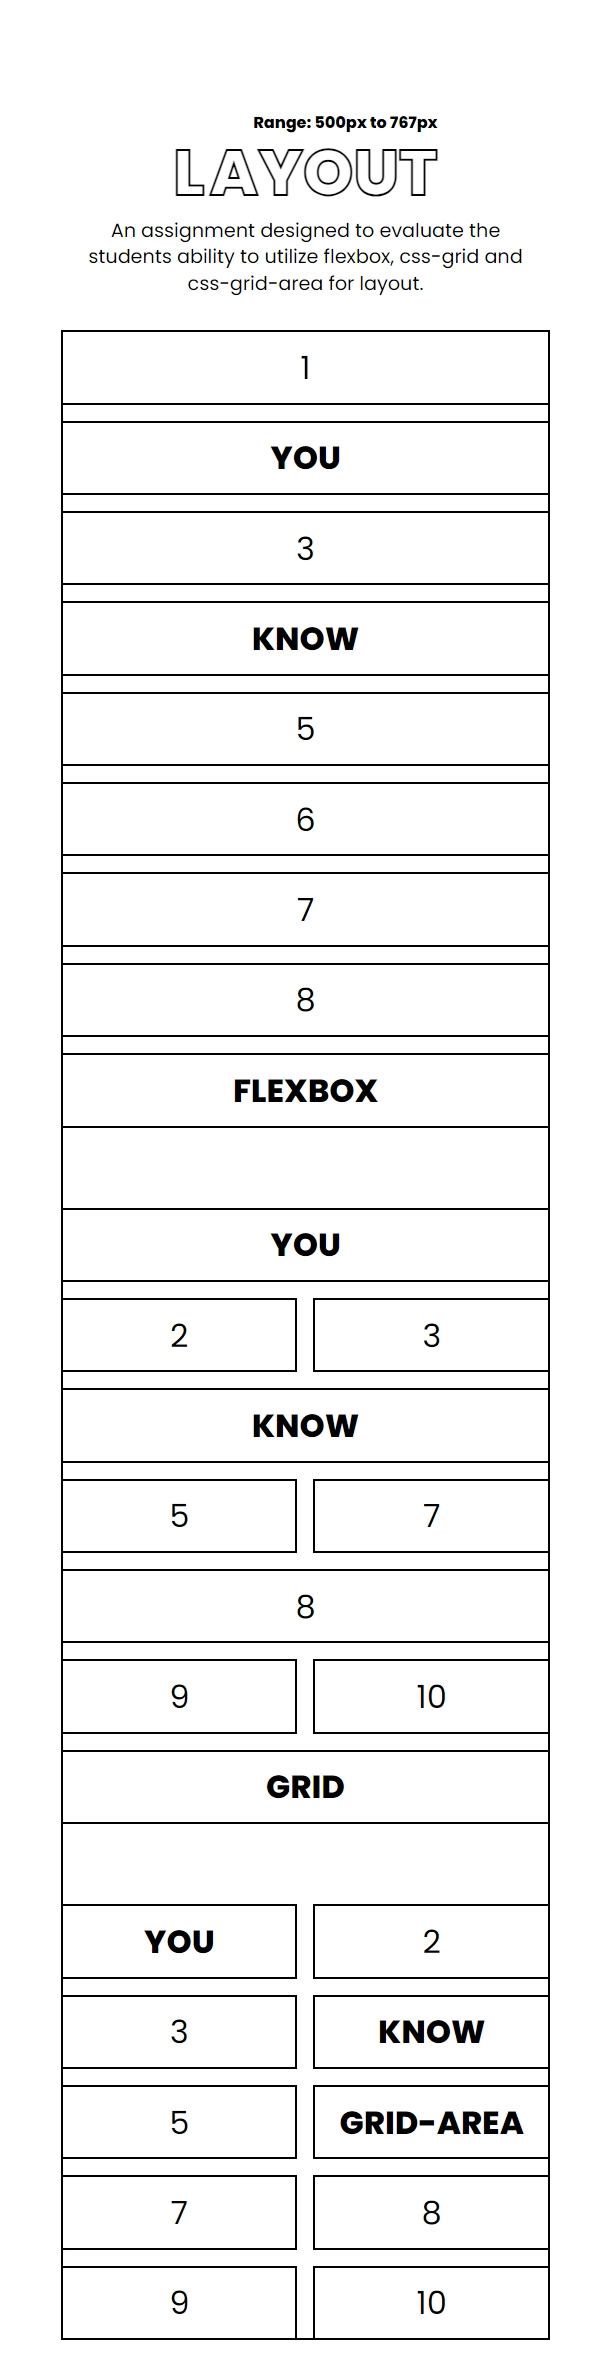 Range: 500px to 767px
LAYOUT
An assignment designed to evaluate the
students ability to utilize flexbox, css-grid and
css-grid-area for layout.
1
YOU
3
KNOW
5
6
7
8
FLEXBOX
YOU
2 3
KNOW
5 7
8
9 10
GRID
YOU 2
3 KNOW
5 GRID-AREA
7 8
9 10